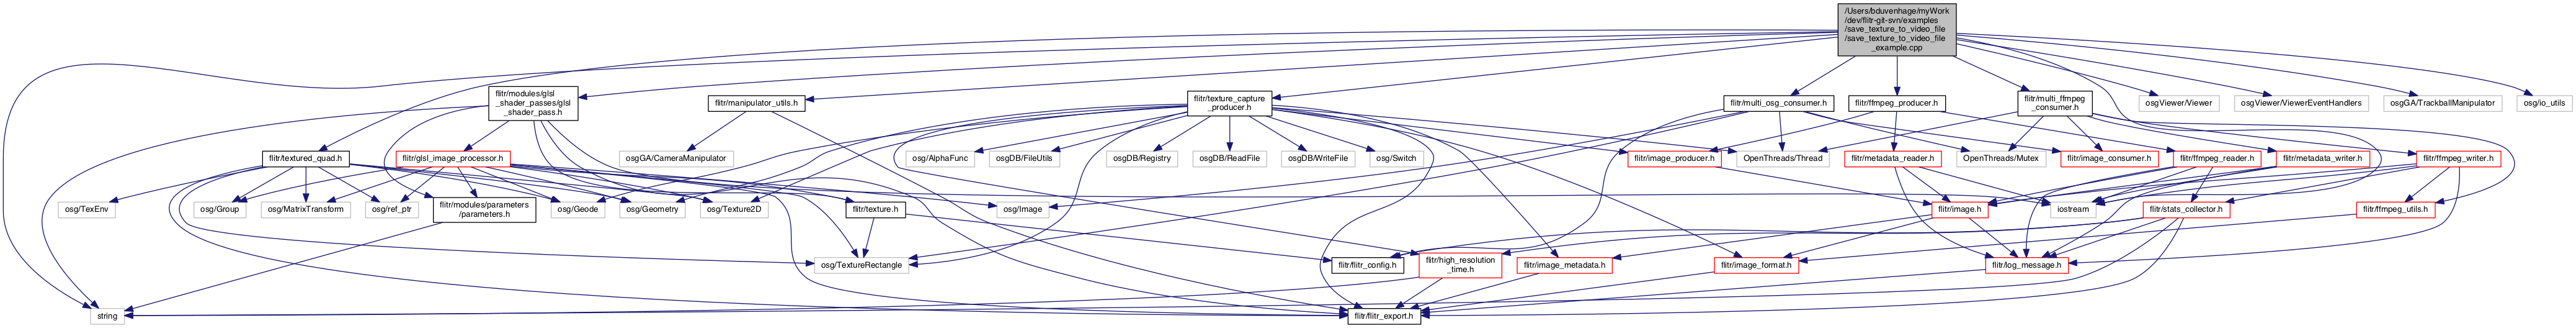 /Users/bduvenhage/myWork
/dev/flitr-git-svn/examples
/save_texture_to_video_file
/save_texture_to_video_file
_example.cpp
flitr/modules/glsl
_shader_passes/glsl
_shader_pass.h
flitr/manipulator_utils.h
flitr/texture_capture
_producer.h
flitr/multi_osg_consumer.h
flitr/ffmpeg_producer.h
flitr/multi_ffmpeg
_consumer.h
osgViewer/Viewer
osgViewer/ViewerEventHandlers
osgGA/TrackballManipulator
osg/io_utils
flitr/textured_quad.h
flitr/glsl_image_processor.h
osgGA/CameraManipulator
osg/AlphaFunc
osgDB/FileUtils
osgDB/Registry
osgDB/ReadFile
osgDB/WriteFile
osg/Switch
flitr/image_producer.h
OpenThreads/Thread
flitr/metadata_reader.h
OpenThreads/Mutex
flitr/image_consumer.h
flitr/ffmpeg_reader.h
flitr/metadata_writer.h
flitr/ffmpeg_writer.h
osg/TexEnv
osg/Group
osg/MatrixTransform
osg/ref_ptr
flitr/modules/parameters
/parameters.h
osg/Geode
osg/Geometry
osg/Texture2D
flitr/texture.h
osg/Image
flitr/image.h
iostream
flitr/stats_collector.h
flitr/ffmpeg_utils.h
osg/TextureRectangle
flitr/flitr_config.h
flitr/high_resolution
_time.h
flitr/image_metadata.h
flitr/image_format.h
flitr/log_message.h
string
flitr/flitr_export.h